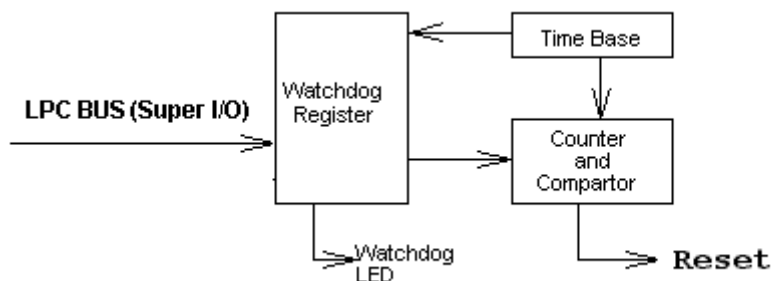 Time Base
LPC BUS (Super I/O)
Watchdog
Register
Counter
and
Compartor
Watchdog
LED
Reset